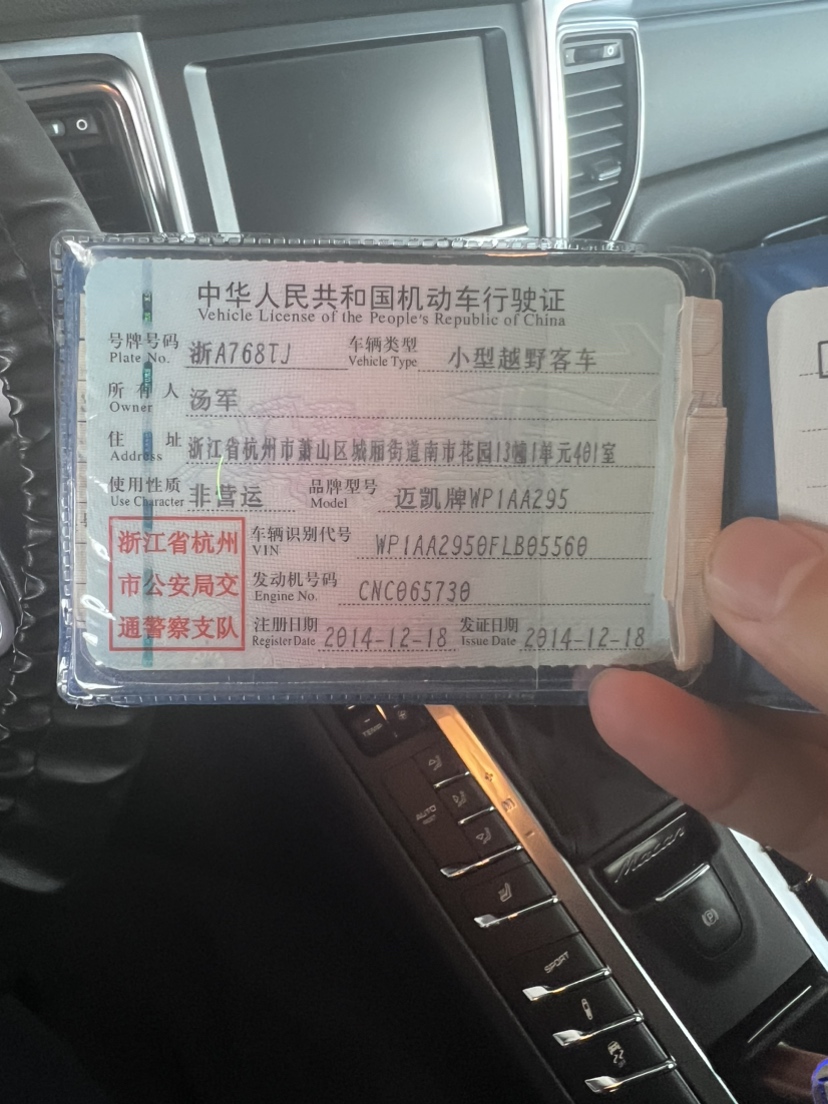 中华人民共和国机动车行驶证
Vehicle License of the People's Republic of China
号牌号码 浙A768TJ 车辆类型 小型越野客车
Plate No. Vehicle Type
所有人 汤军
Owner
住址 浙江省杭州市萧山区城厢街道南市花园13幢1单元401室
Address
使用性质 非营运 品牌型号 迈凯牌WP1AA295
Use Character Model
浙江省杭州
市公安局交
通警察支队
车辆识别代号 WP1AA2950FLB05560
VIN
发动机号码 CNC065730
Engine No.
注册日期 2014-12-18 发证日期 2014-12-18
Register Date Issue Date
TEMP
AUTO
Macan
(P)
SPORT